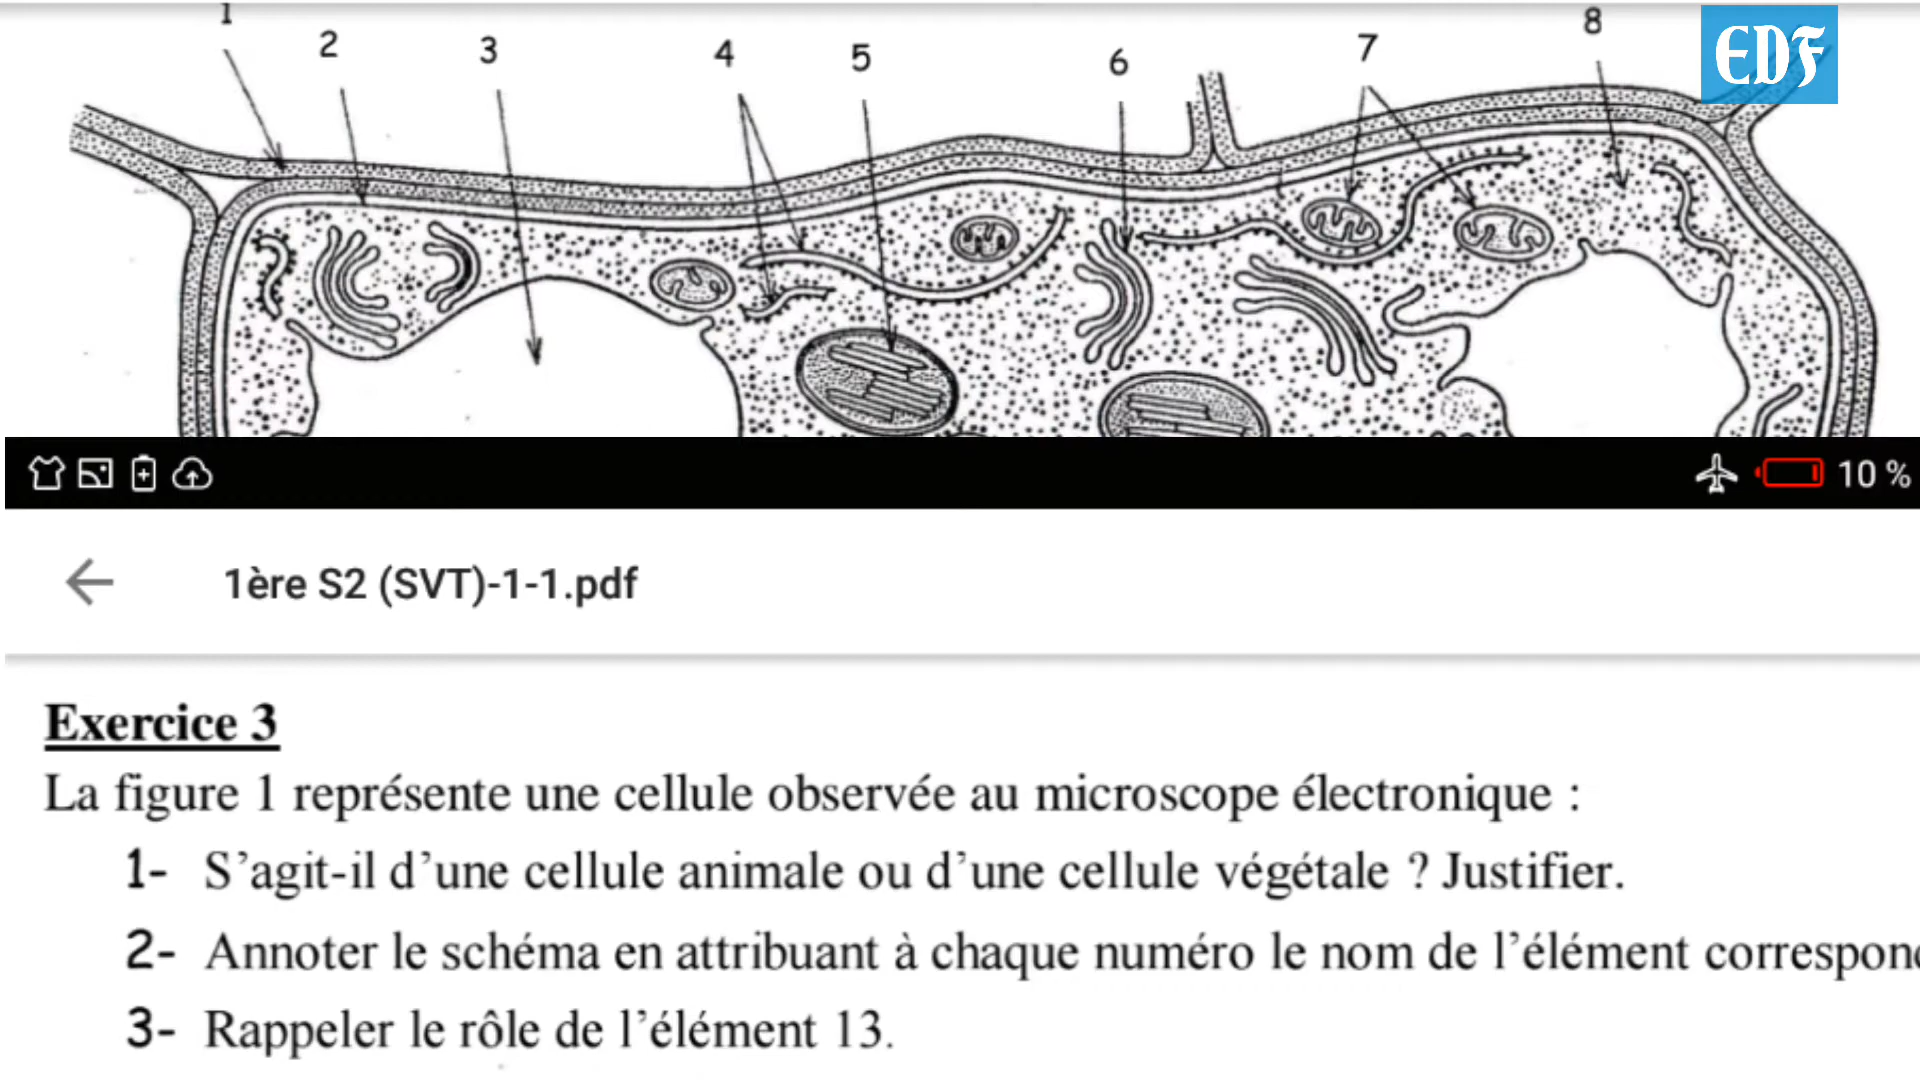 1
2
3
4
5
6
7
8
EDF
10 %
1ère S2 (SVT)-1-1.pdf
Exercice 3
La figure 1 représente une cellule observée au microscope électronique :
1- S’agit-il d’une cellule animale ou d’une cellule végétale ? Justifier.
2- Annoter le schéma en attribuant à chaque numéro le nom de l’élément
3- Rappeler le rôle de l’élément 13.